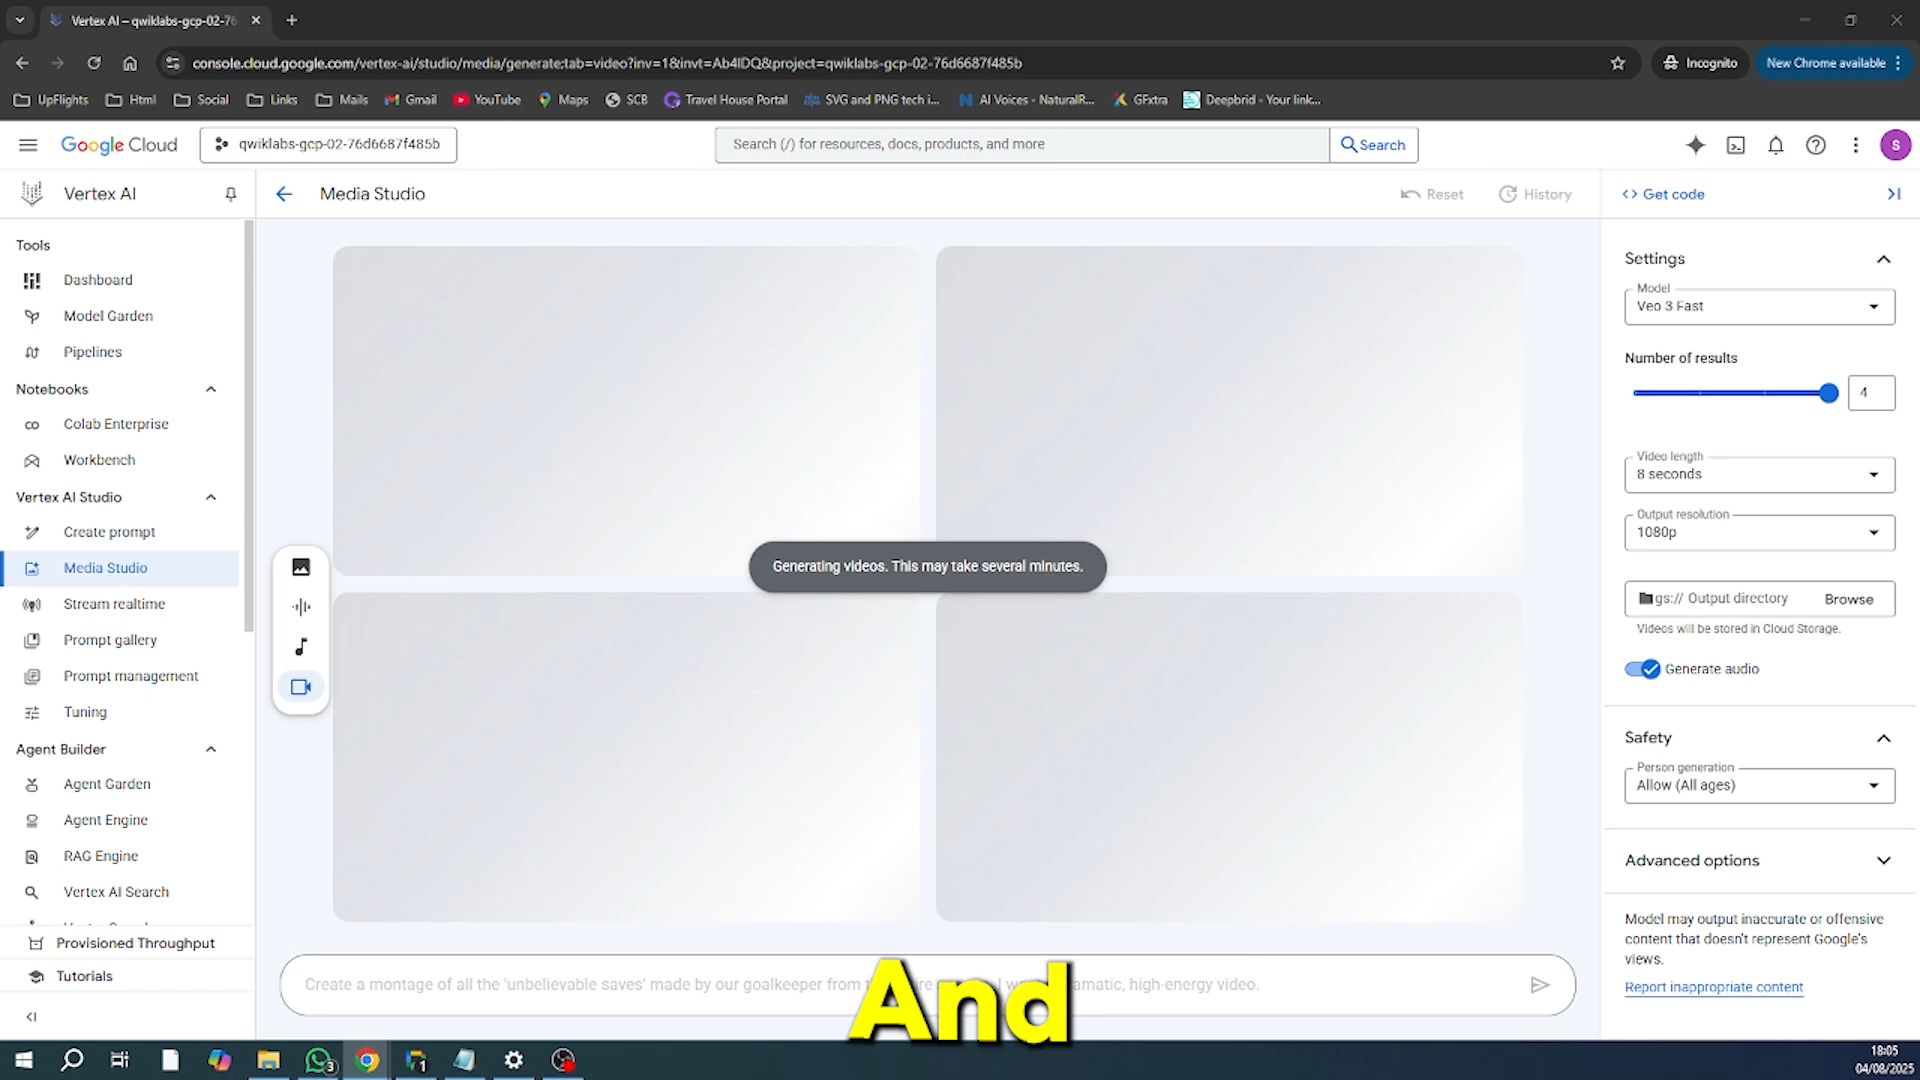 Vertex AI – qwiklabs-gcp-02-76
console.cloud.google.com/vertex-ai/studio/media/generate;tab=video?inv=1&invt=Ab4IDQ&project=qwiklabs-gcp-02-76d6687f485b
Incognito
New Chrome available
UpFlights
Html
Social
Links
Mails
Gmail
YouTube
Maps
SCB
Travel House Portal
SVG and PNG tech i...
AI Voices - NaturalR...
GFxtra
Deepbrid - Your link...
Google Cloud
qwiklabs-gcp-02-76d6687f485b
Search (/) for resources, docs, products, and more
Search
S
Vertex AI
Media Studio
Reset
History
Get code
Tools
Dashboard
Model Garden
Pipelines
Notebooks
Colab Enterprise
Workbench
Vertex AI Studio
Create prompt
Media Studio
Stream realtime
Prompt gallery
Prompt management
Tuning
Agent Builder
Agent Garden
Agent Engine
RAG Engine
Vertex AI Search
Provisioned Throughput
Tutorials
Generating videos. This may take several minutes.
Create a montage of all the 'unbelievable saves' made by our goalkeeper from high-energy video.
And
Settings
Model
Veo 3 Fast
Number of results
4
Video length
8 seconds
Output resolution
1080p
gs:// Output directory
Browse
Videos will be stored in Cloud Storage.
Generate audio
Safety
Person generation
Allow (All ages)
Advanced options
Model may output inaccurate or offensive
content that doesn't represent Google's
views.
Report inappropriate content
3
1
18:05
04/08/2025